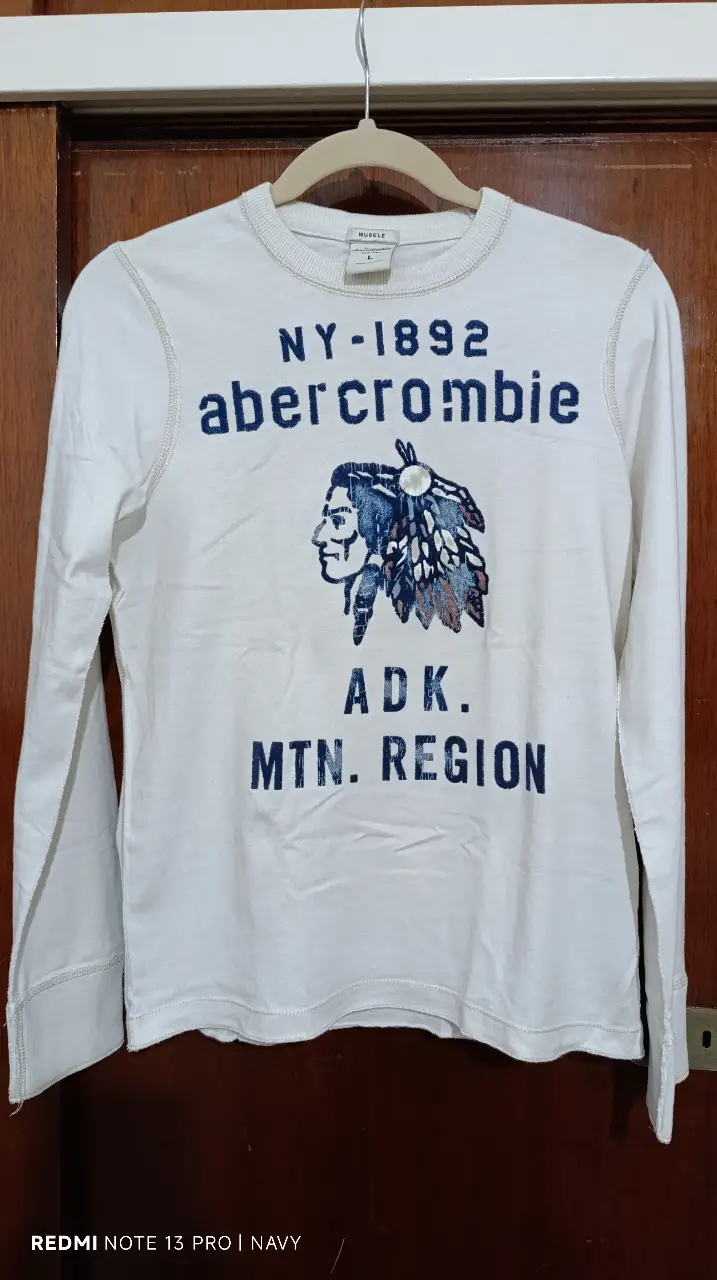 MUSCLE
L
NY-1892
abercrombie
ADK.
MTN. REGION
REDMI NOTE 13 PRO | NAVY